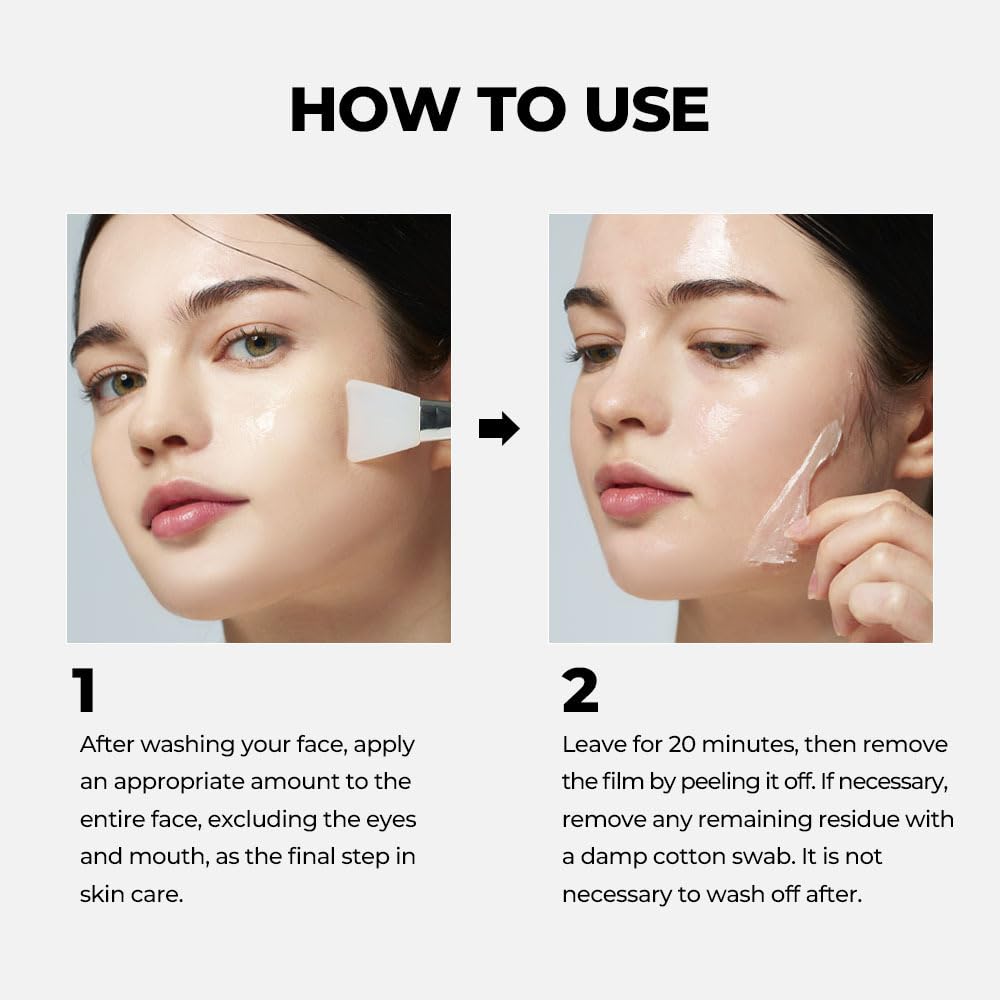 HOW TO USE
1
After washing your face, apply
an appropriate amount to the
entire face, excluding the eyes
and mouth, as the final step in
skin care.
2
Leave for 20 minutes, then remove
the film by peeling it off. If necessary,
remove any remaining residue with
a damp cotton swab. It is not
necessary to wash off after.